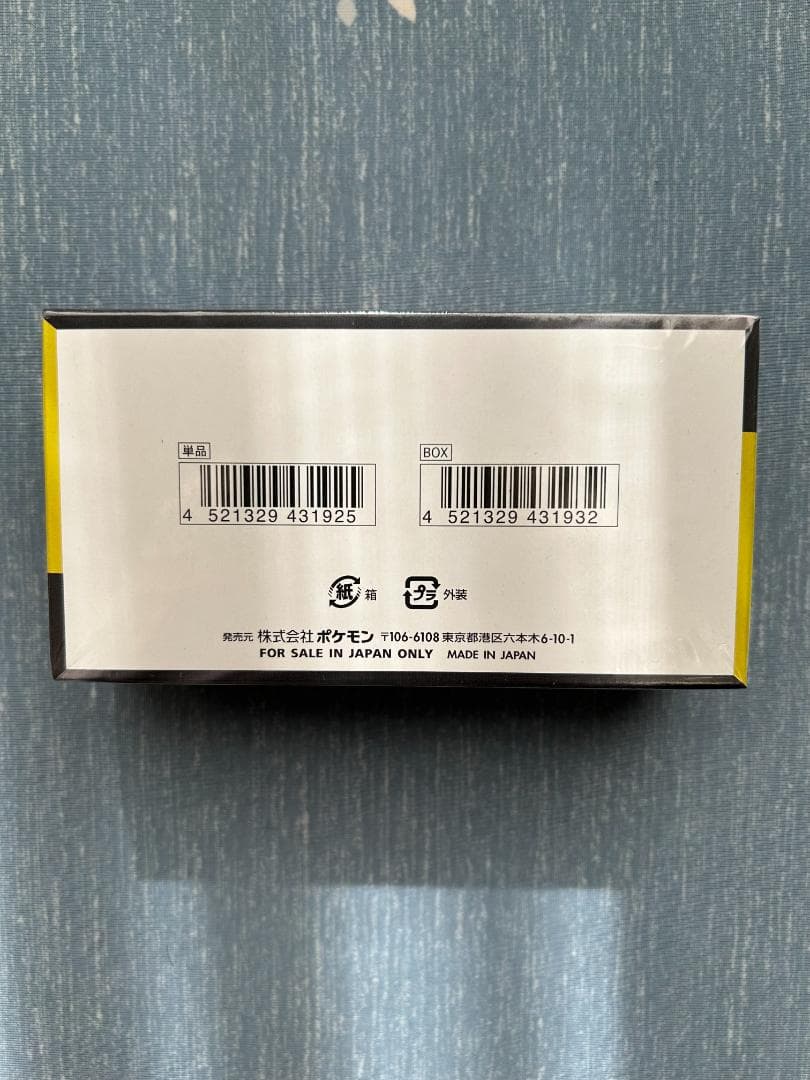 単品
4 521329 431925
BOX
4 521329 431932
紙 箱
プラ 外装
発売元 株式会社 ポケモン 〒106-6108 東京都港区六本木6-10-1
FOR SALE IN JAPAN ONLY MADE IN JAPAN